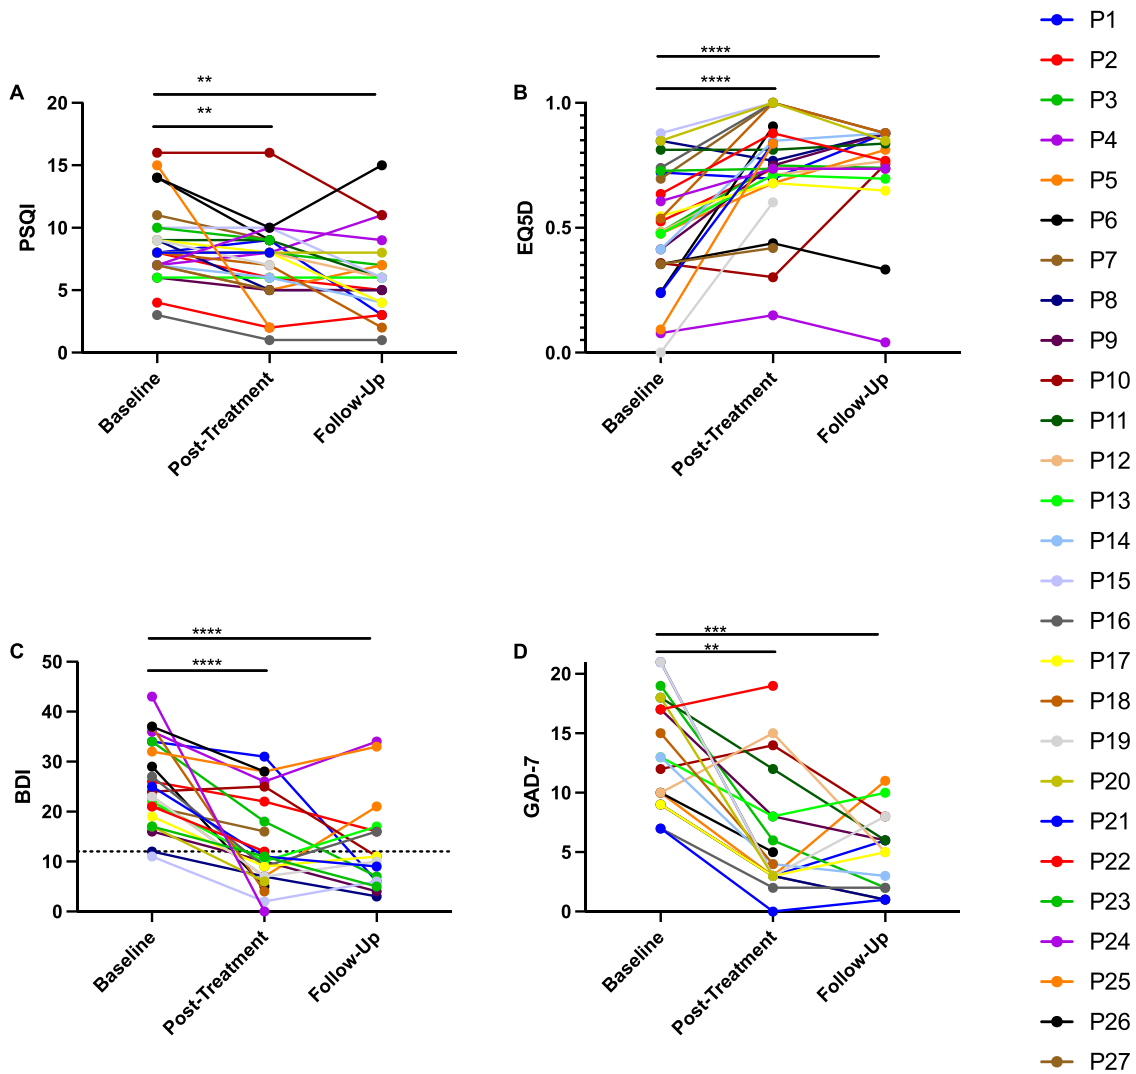 A
**
**
PSQI
20
15
10
5
0
Baseline
Post-Treatment
Follow-Up
B
****
****
EQ5D
1.0
0.5
0.0
Baseline
Post-Treatment
Follow-Up
C
****
****
BDI
50
40
30
20
10
0
Baseline
Post-Treatment
Follow-Up
D
***
**
GAD-7
20
15
10
5
0
Baseline
Post-Treatment
Follow-Up
P1
P2
P3
P4
P5
P6
P7
P8
P9
P10
P11
P12
P13
P14
P15
P16
P17
P18
P19
P20
P21
P22
P23
P24
P25
P26
P27